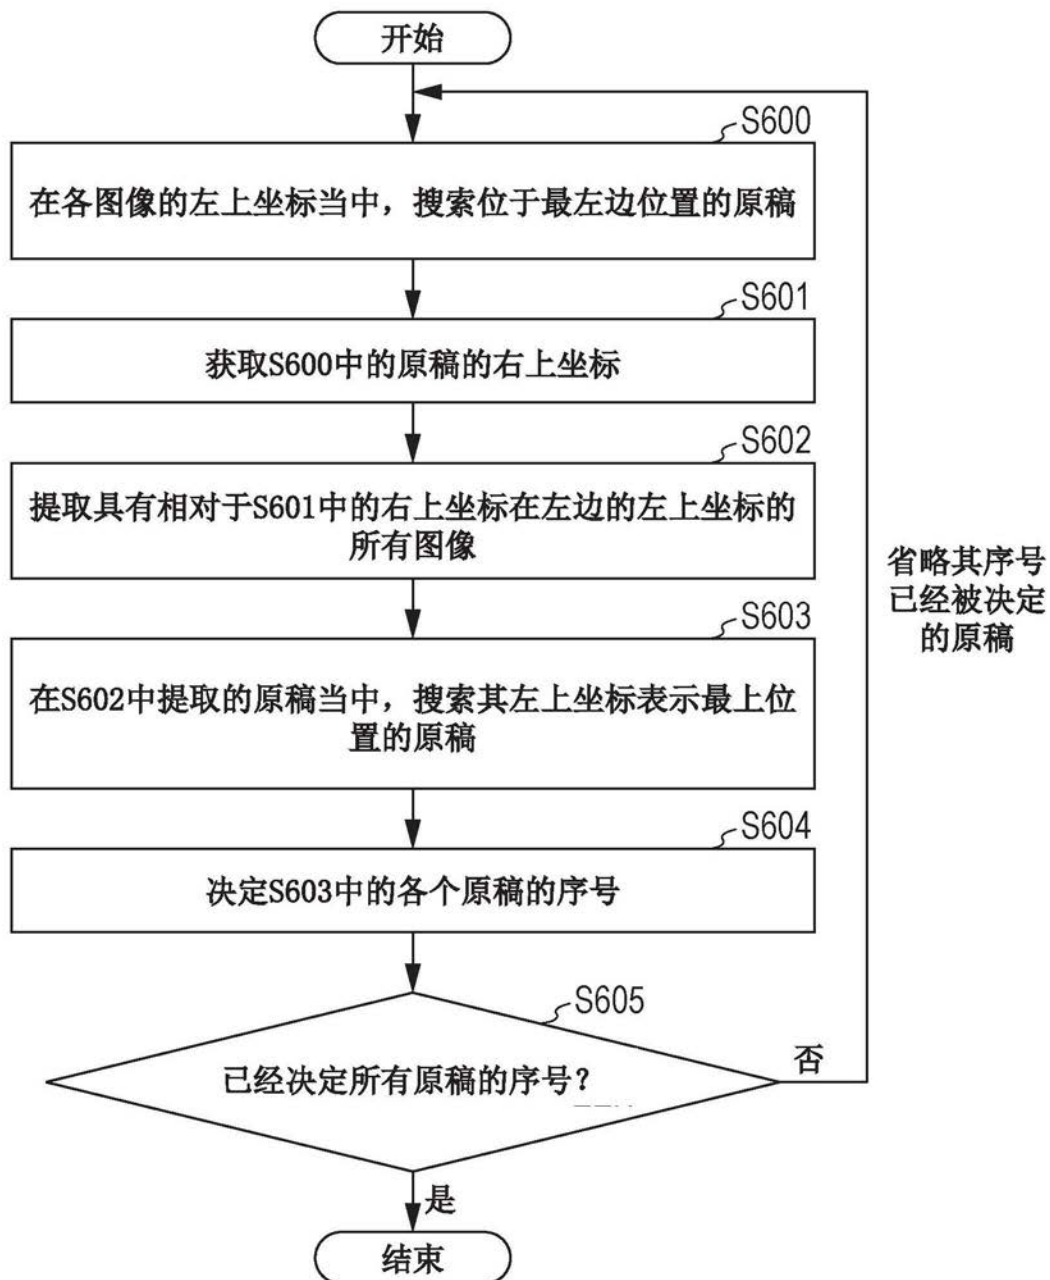 开始
S600
在各图像的左上坐标当中，搜索位于最左边位置的原稿
S601
获取S600中的原稿的右上坐标
S602
提取具有相对于S601中的右上坐标在左边的左上坐标的
所有图像
省略其序号
已经被决定
的原稿
S603
在S602中提取的原稿当中，搜索其左上坐标表示最上位
置的原稿
S604
决定S603中的各个原稿的序号
S605
已经决定所有原稿的序号？
否
是
结束